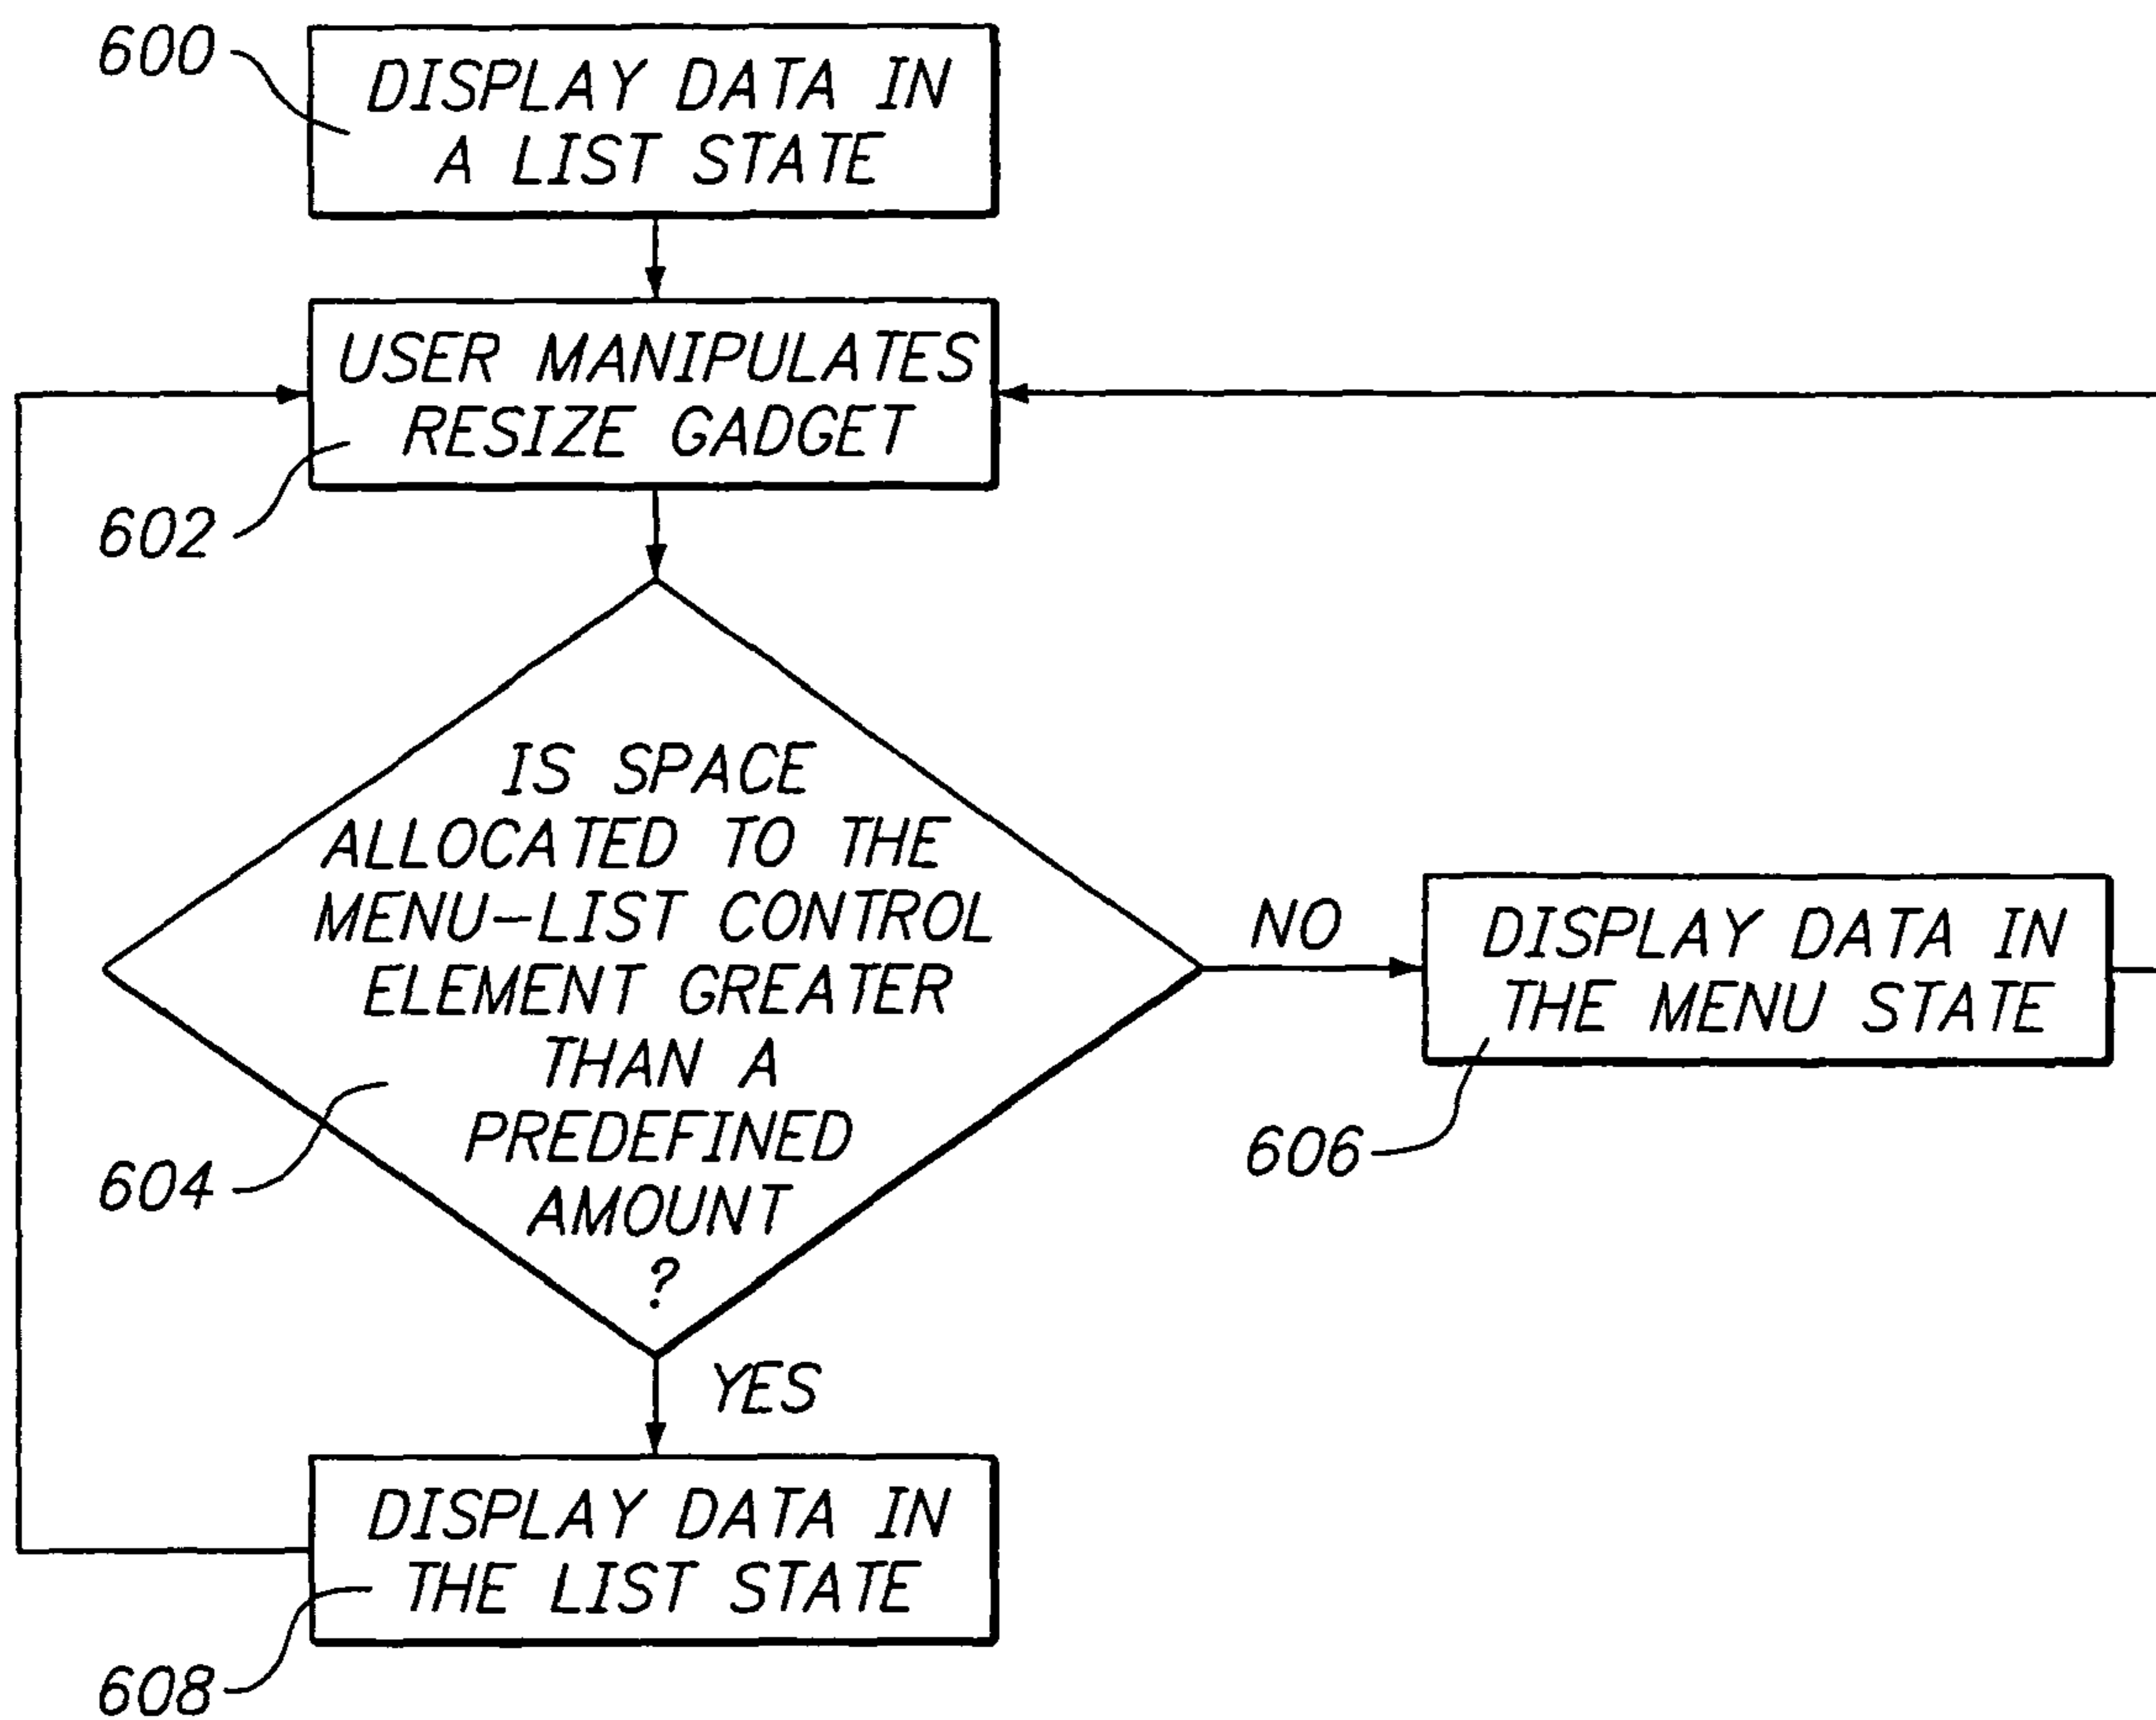 600
DISPLAY DATA IN
A LIST STATE
USER MANIPULATES
RESIZE GADGET
602
IS SPACE
ALLOCATED TO THE
MENU-LIST CONTROL
ELEMENT GREATER
THAN A
PREDEFINED
AMOUNT
?
604
NO
DISPLAY DATA IN
THE MENU STATE
606
YES
DISPLAY DATA IN
THE LIST STATE
608